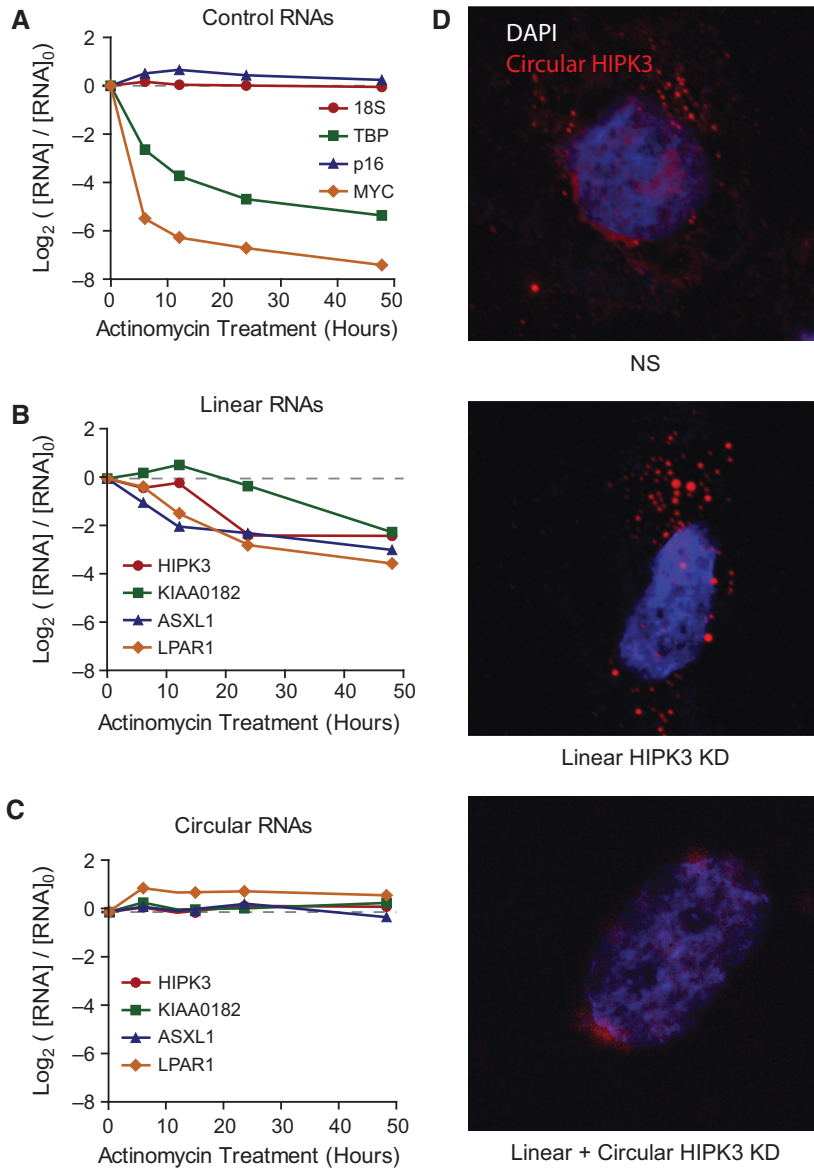 A
Control RNAs
Log₂ ( [RNA] / [RNA]₀)
2
0
–2
–4
–6
–8
18S
TBP
p16
MYC
0 10 20 30 40 50
Actinomycin Treatment (Hours)
B
Linear RNAs
Log₂ ( [RNA] / [RNA]₀)
2
0
–2
–4
–6
–8
HIPK3
KIAA0182
ASXL1
LPAR1
0 10 20 30 40 50
Actinomycin Treatment (Hours)
C
Circular RNAs
Log₂ ( [RNA] / [RNA]₀)
2
0
–2
–4
–6
–8
HIPK3
KIAA0182
ASXL1
LPAR1
0 10 20 30 40 50
Actinomycin Treatment (Hours)
D
DAPI
Circular HIPK3
NS
Linear HIPK3 KD
Linear + Circular HIPK3 KD